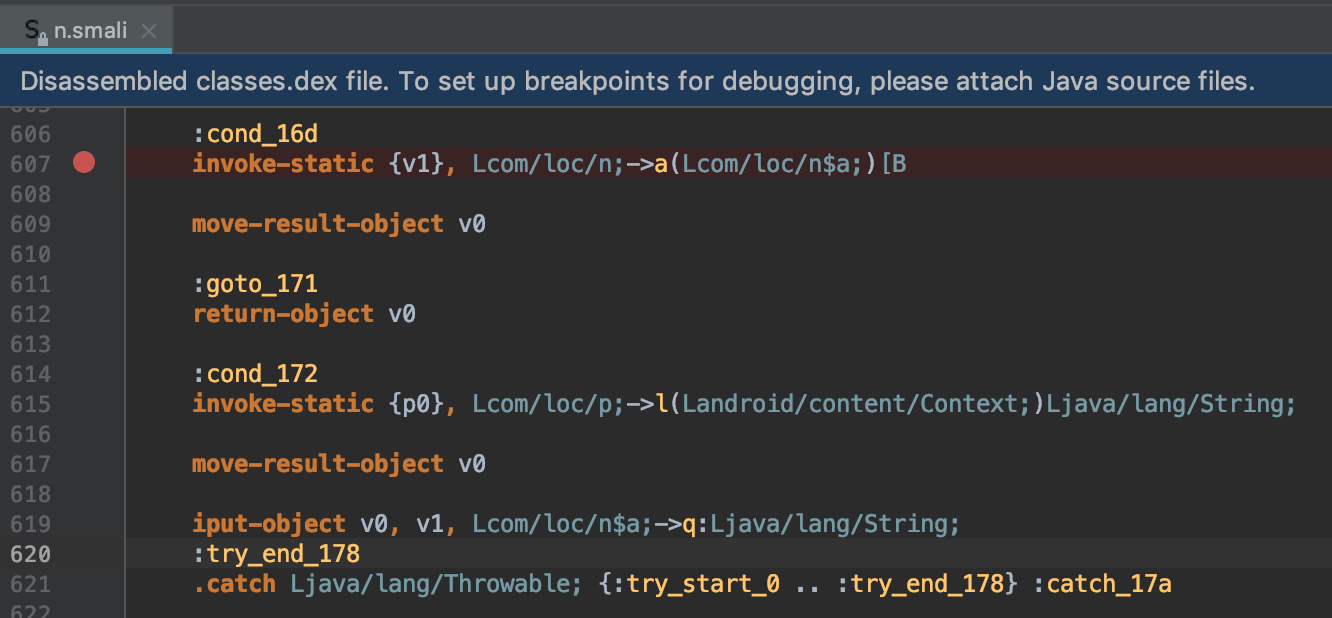 n.smali
Disassembled classes.dex file. To set up breakpoints for debugging, please attach Java source files.
605
606 :cond_16d
607 invoke-static {v1}, Lcom/loc/n;->a(Lcom/loc/n$a;)[B
608
609 move-result-object v0
610
611 :goto_171
612 return-object v0
613
614 :cond_172
615 invoke-static {p0}, Lcom/loc/p;->l(Landroid/content/Context;)Ljava/lang/String;
616
617 move-result-object v0
618
619 iput-object v0, v1, Lcom/loc/n$a;->q:Ljava/lang/String;
620 :try_end_178
621 .catch Ljava/lang/Throwable; {:try_start_0 .. :try_end_178} :catch_17a
622